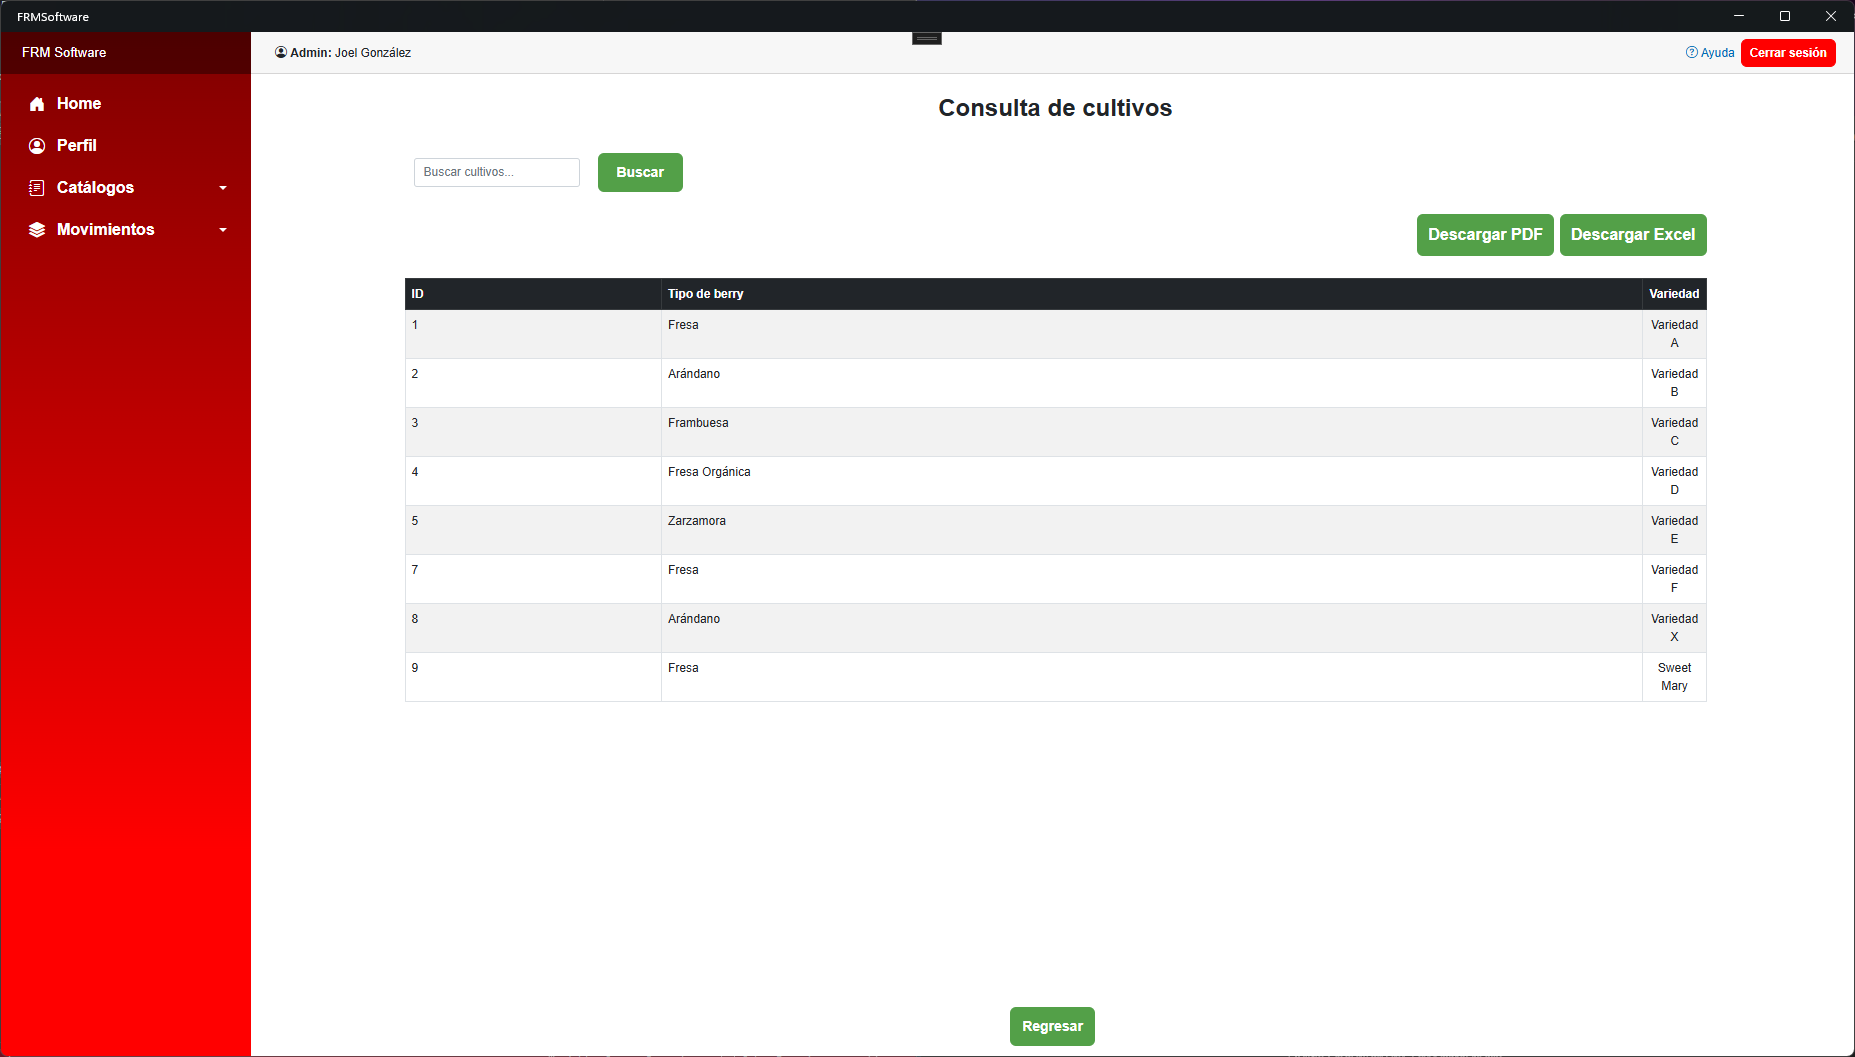 FRMSoftware
FRM Software
Admin: Joel González
Ayuda
Cerrar sesión
Home
Perfil
Catálogos
Movimientos
Consulta de cultivos
Buscar cultivos...
Buscar
Descargar PDF
Descargar Excel
ID Tipo de berry Variedad
1 Fresa Variedad
A
2 Arándano Variedad
B
3 Frambuesa Variedad
C
4 Fresa Orgánica Variedad
D
5 Zarzamora Variedad
E
7 Fresa Variedad
F
8 Arándano Variedad
X
9 Fresa Sweet
Mary
Regresar